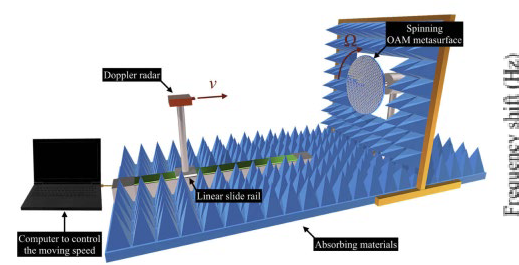 Spinning
OAM metasurface
Ω
Doppler radar
v
Frequency shift (Hz)
Linear slide rail
Computer to control
the moving speed
Absorbing materials